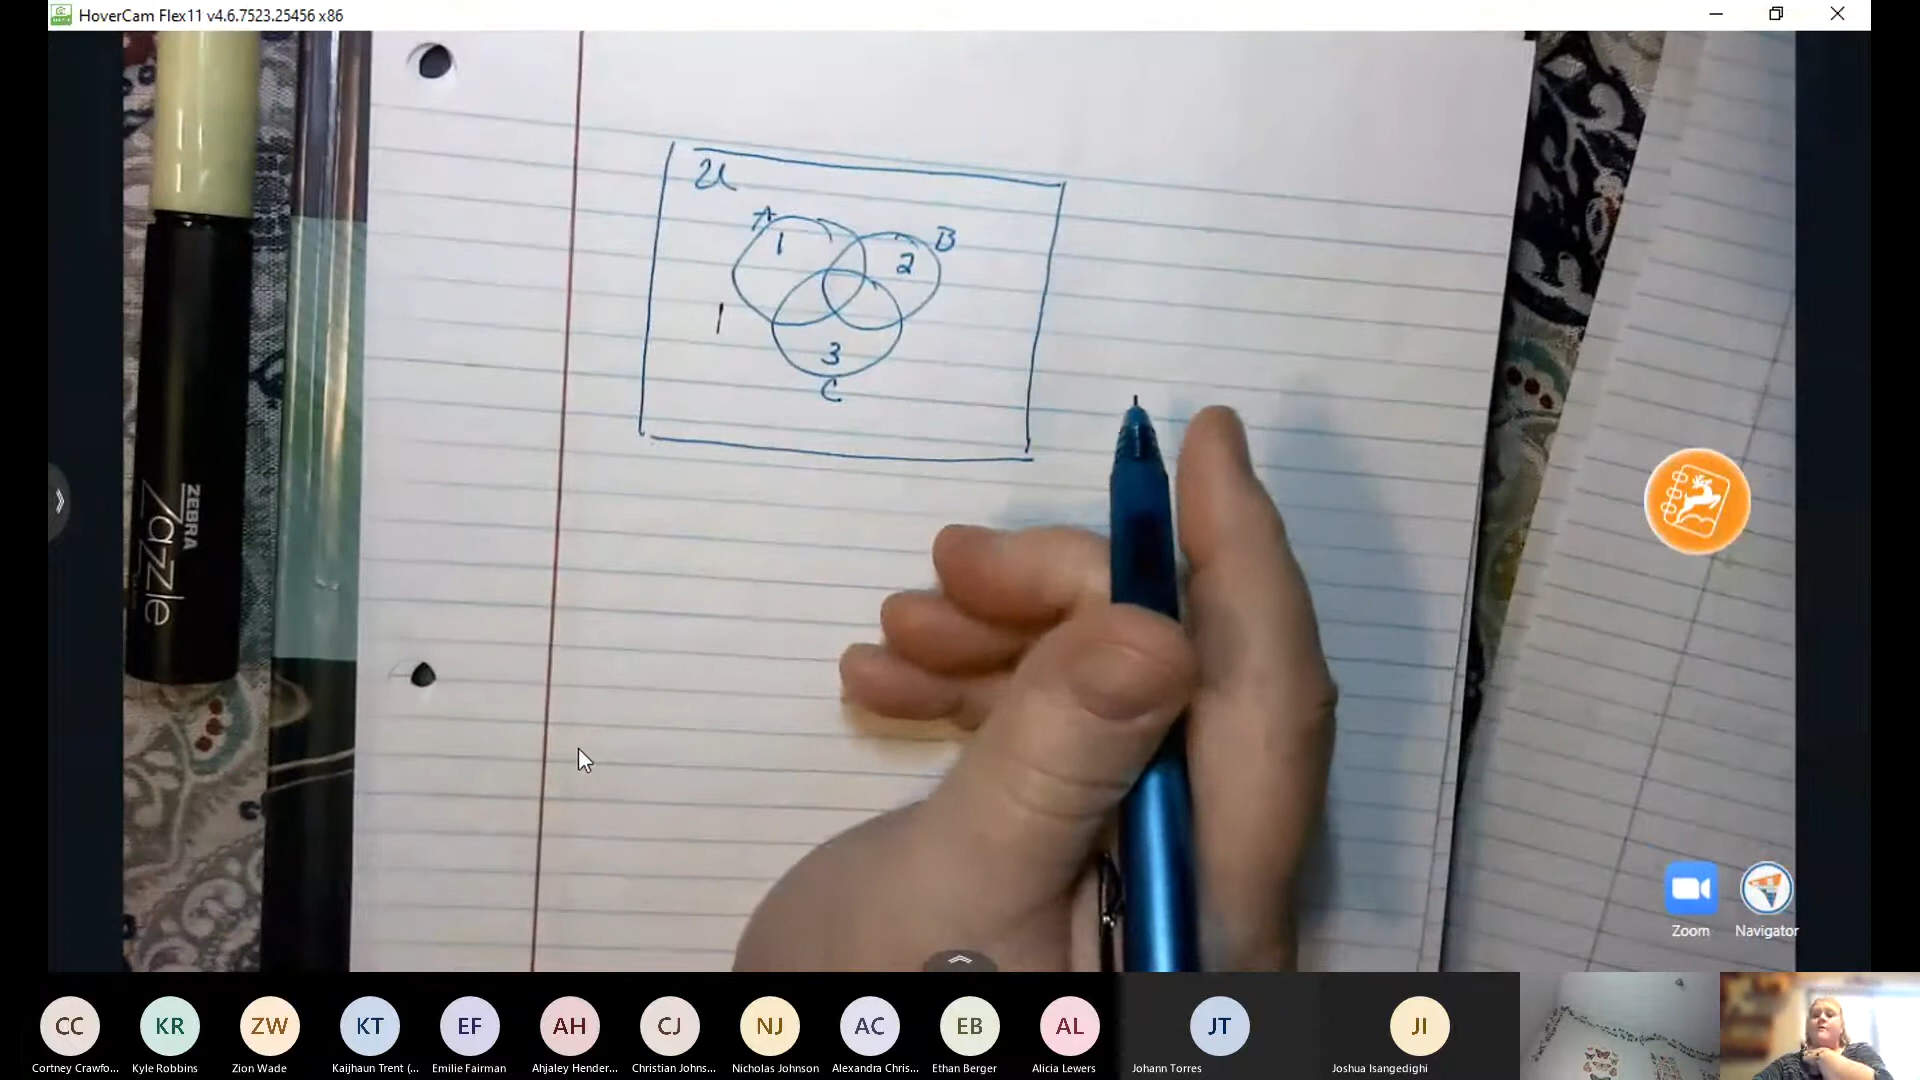 HoverCam Flex11 v4.6.7523.25456 x86
U
A
B
1
2
1
3
C
ZEBRA
Zazzle
Zoom
Navigator
CC
KR
ZW
KT
EF
AH
CJ
NJ
AC
EB
AL
JT
JI
Cortney Crawfo...
Kyle Robbins
Zion Wade
Kaijhaun Trent (...
Emilie Fairman
Ahjaley Hender...
Christian Johns...
Nicholas Johnson
Alexandra Chris...
Ethan Berger
Alicia Lewers
Johann Torres
Joshua Isangedighi